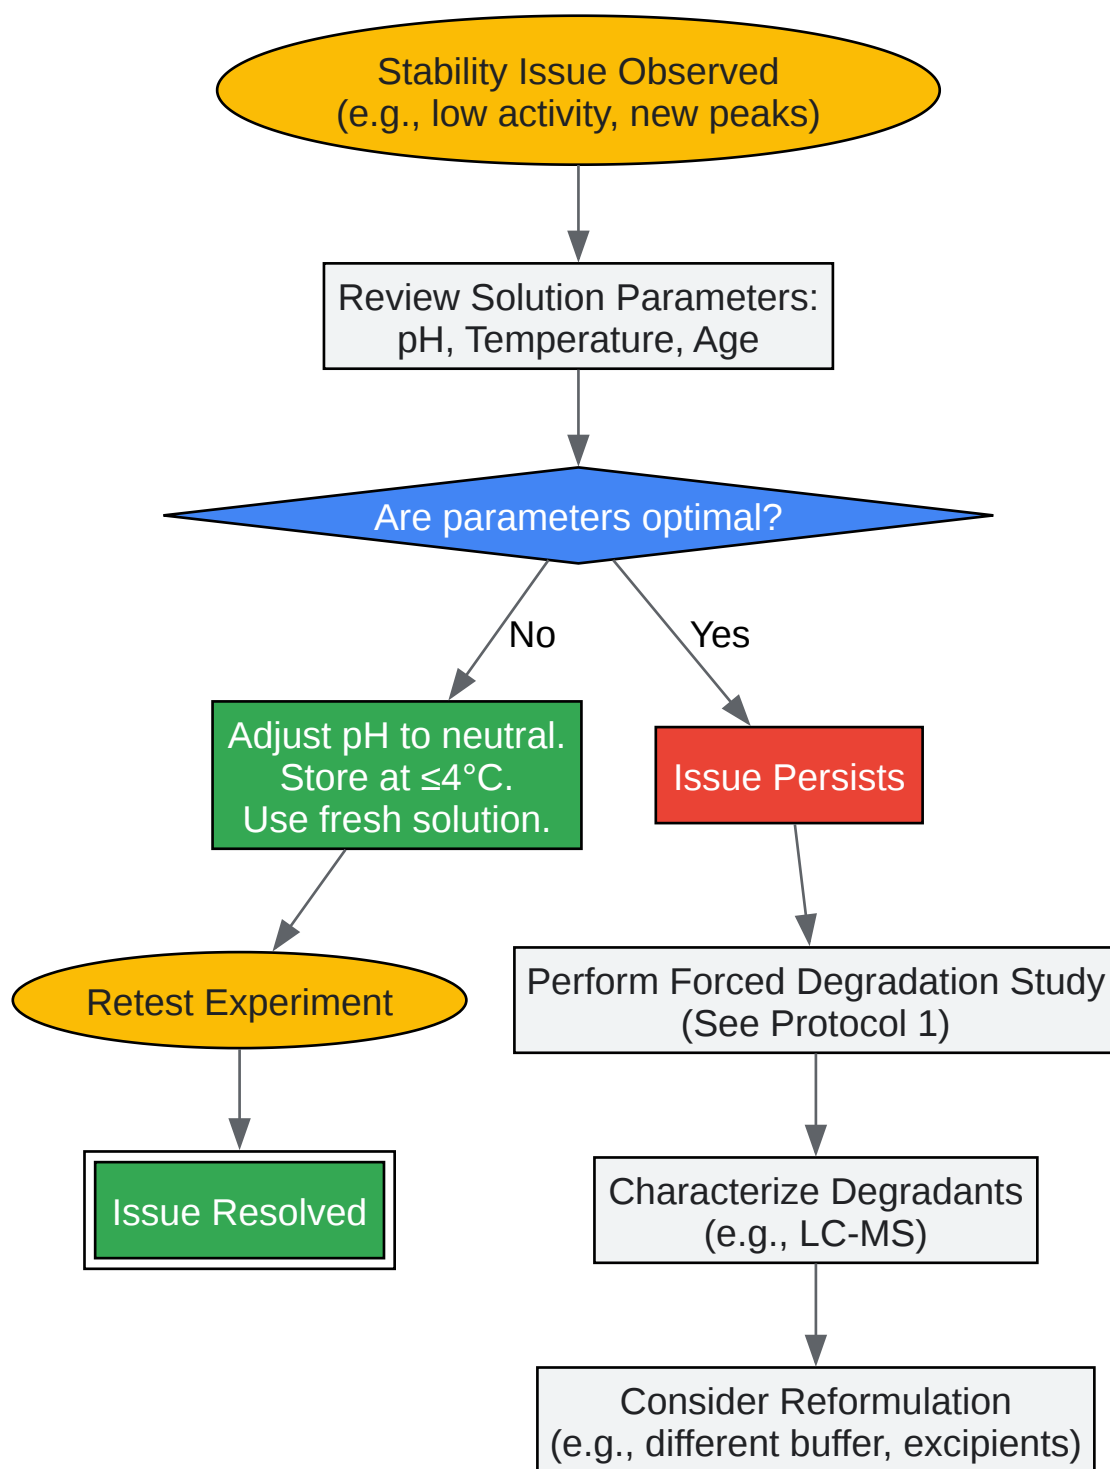 Stability Issue Observed
(e.g., low activity, new peaks)
Review Solution Parameters:
pH, Temperature, Age
Are parameters optimal?
No
Yes
Adjust pH to neutral.
Store at ≤4°C.
Use fresh solution.
Issue Persists
Retest Experiment
Perform Forced Degradation Study
(See Protocol 1)
Issue Resolved
Characterize Degradants
(e.g., LC-MS)
Consider Reformulation
(e.g., different buffer, excipients)